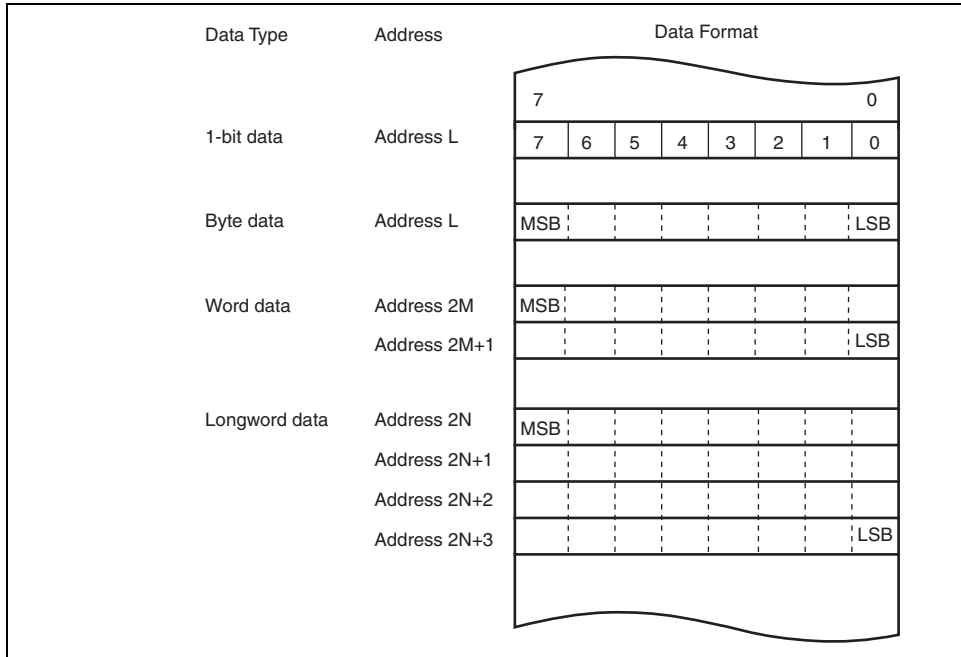 Data Type Address Data Format
7 0
1-bit data Address L 7 6 5 4 3 2 1 0
Byte data Address L MSB LSB
Word data Address 2M MSB
Address 2M+1 LSB
Longword data Address 2N MSB
Address 2N+1
Address 2N+2
Address 2N+3 LSB